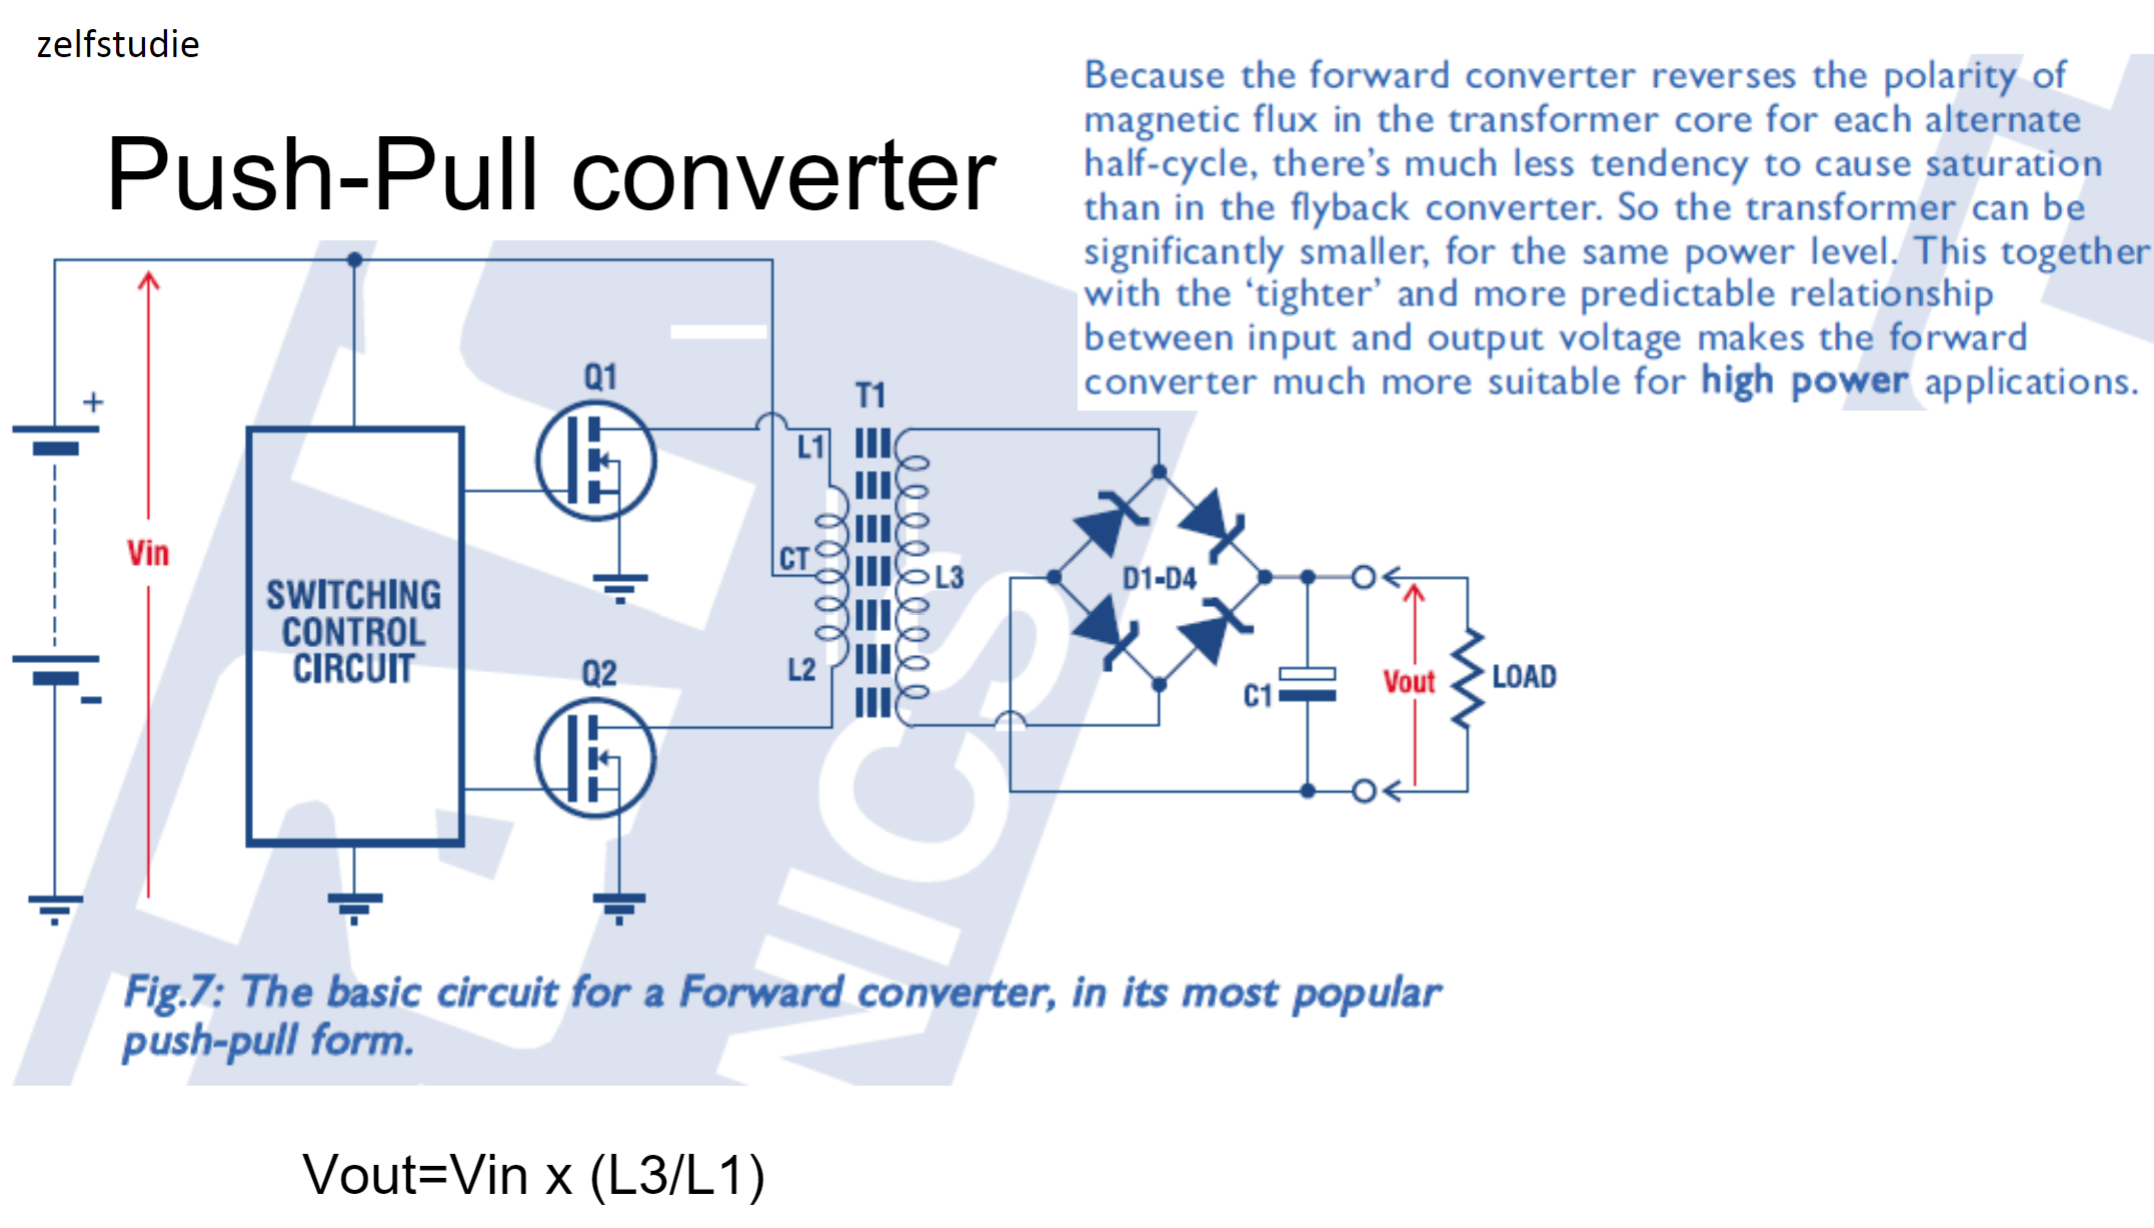 zelfstudie
Push-Pull converter
Because the forward converter reverses the polarity of
magnetic flux in the transformer core for each alternate
half-cycle, there's much less tendency to cause saturation
than in the flyback converter. So the transformer can be
significantly smaller, for the same power level. This together
with the ‘tighter’ and more predictable relationship
between input and output voltage makes the forward
converter much more suitable for high power applications.
+
Vin
-
SWITCHING
CONTROL
CIRCUIT
Q1
Q2
T1
L1
CT
L2
L3
D1-D4
C1
Vout
LOAD
NICS
Fig.7: The basic circuit for a Forward converter, in its most popular
push-pull form.
Vout=Vin x (L3/L1)